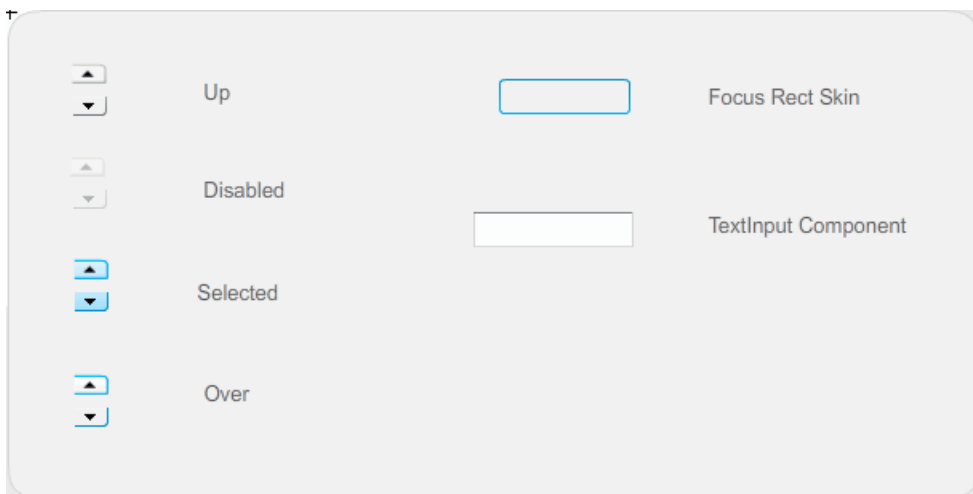 Up
Focus Rect Skin
Disabled
TextInput Component
Selected
Over